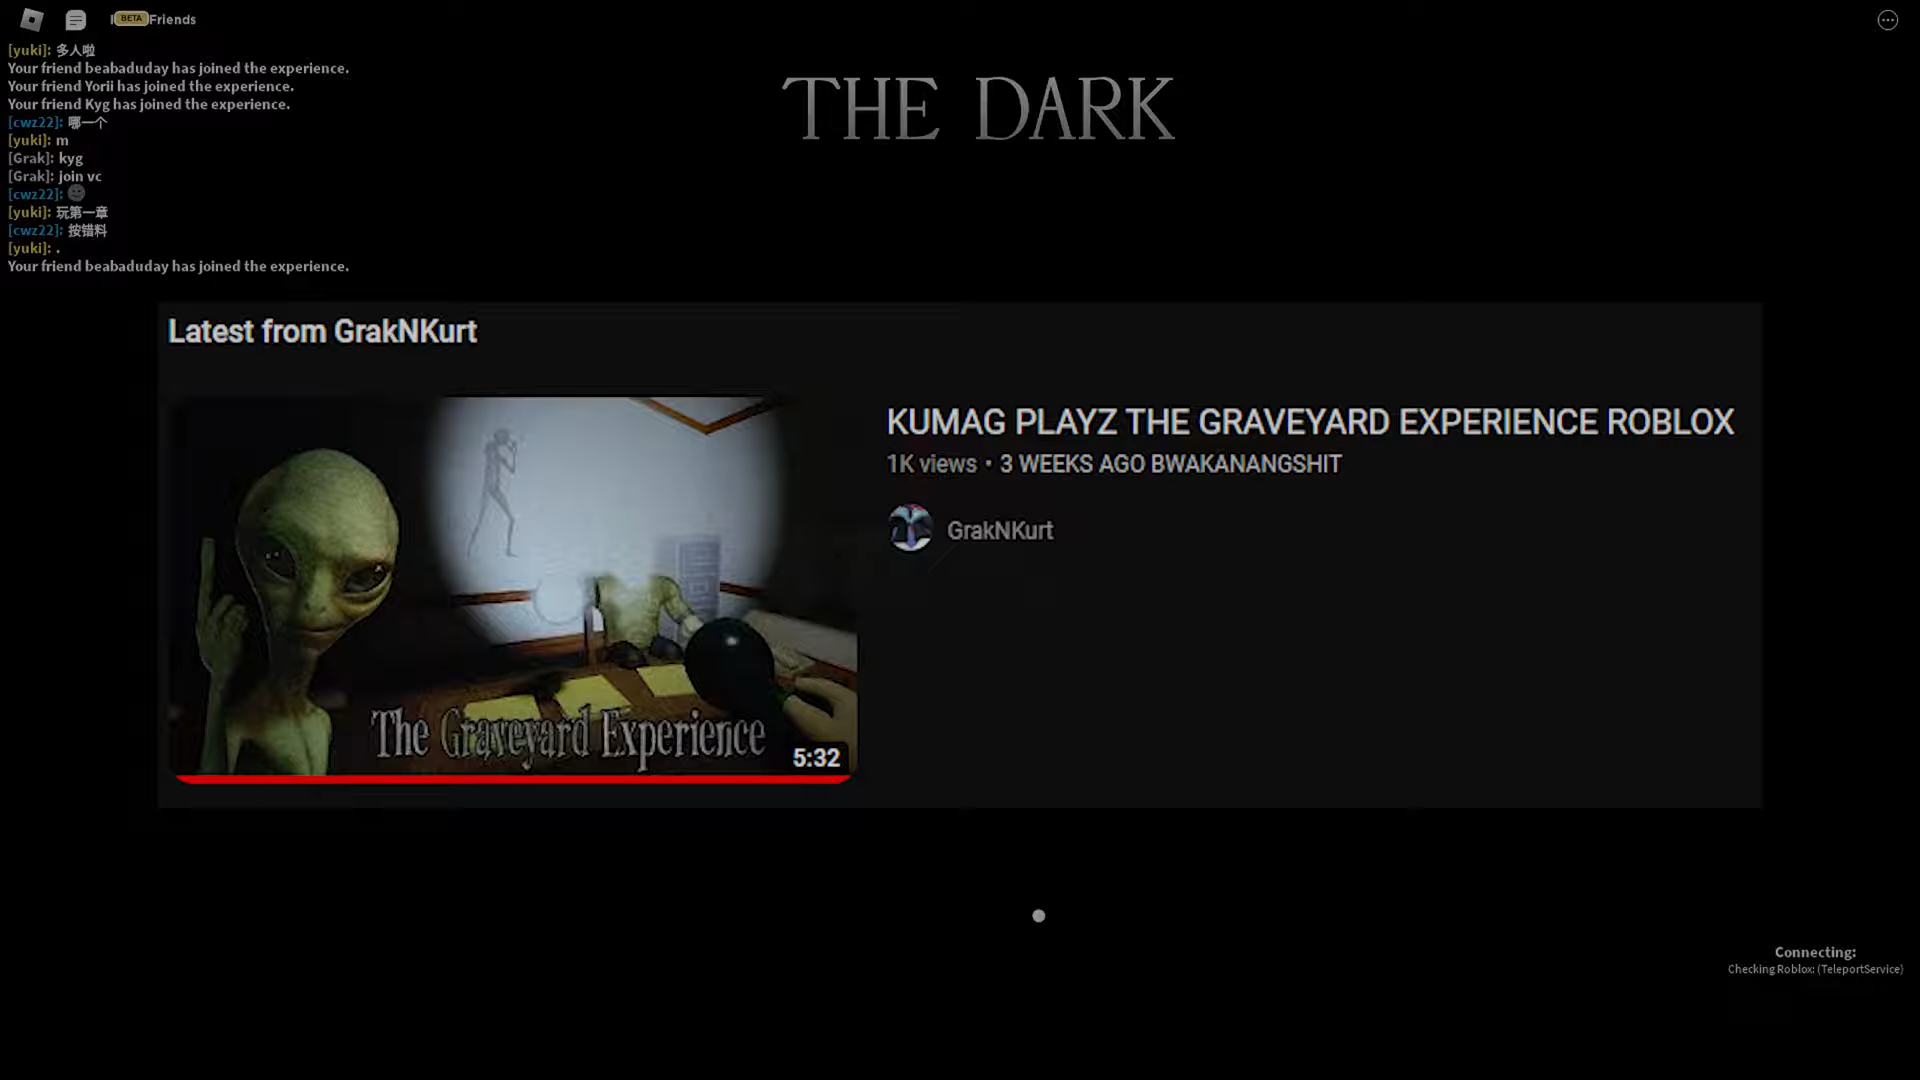 BETA Friends
[yuki]: 多人啦
Your friend beabaduday has joined the experience.
Your friend Yorii has joined the experience.
Your friend Kyg has joined the experience.
[cwz22]: 哪一个
[yuki]: m
[Grak]: kyg
[Grak]: join vc
[cwz22]:
[yuki]: 玩第一章
[cwz22]: 按错料
[yuki]: .
Your friend beabaduday has joined the experience.
THE DARK
Latest from GrakNKurt
KUMAG PLAYZ THE GRAVEYARD EXPERIENCE ROBLOX
1K views • 3 WEEKS AGO BWAKANANGSHIT
GrakNKurt
The Graveyard Experience
5:32
Connecting:
Checking Roblox: (TeleportService)